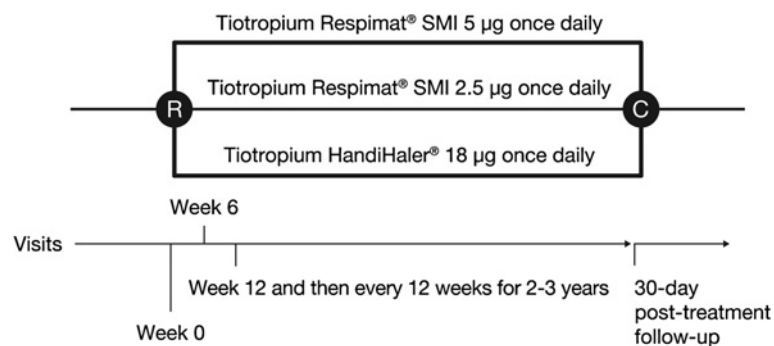 Tiotropium Respimat® SMI 5 µg once daily
Tiotropium Respimat® SMI 2.5 µg once daily
R
C
Tiotropium HandiHaler® 18 µg once daily
Week 6
Visits
Week 12 and then every 12 weeks for 2-3 years
30-day
post-treatment
follow-up
Week 0